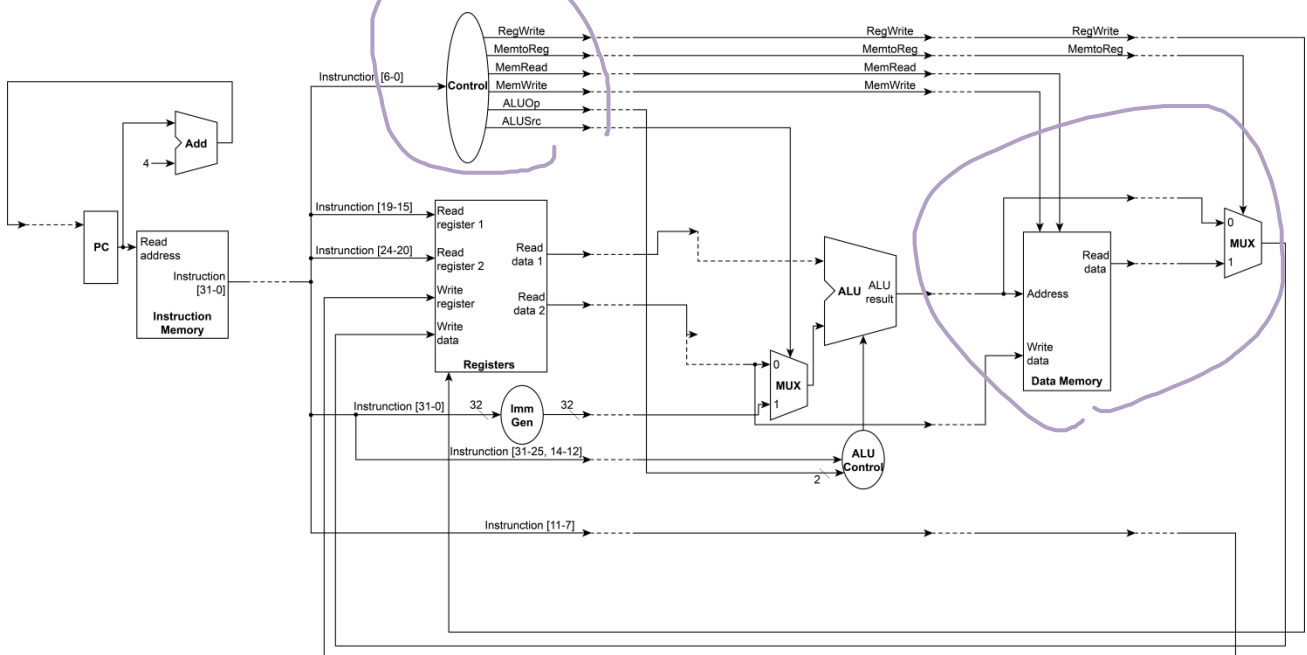 RegWrite
RegWrite
RegWrite
MemtoReg
MemtoReg
MemtoReg
Instrunction [6-0]
MemRead
MemRead
Control
MemWrite
MemWrite
ALUOp
ALUSrc
Add
4
PC
Read
address
Instruction
[31-0]
Instruction
Memory
Instruction [19-15]
Instruction [24-20]
Read
register 1
Read
register 2
Write
register
Write
data
Read
data 1
Read
data 2
Registers
ALU
ALU
result
0
MUX
1
Address
Write
data
Read
data
Data Memory
0
MUX
1
Instruction [31-0]
32
Imm
Gen
32
Instrunction [31-25, 14-12]
2
ALU
Control
Instrunction [11-7]